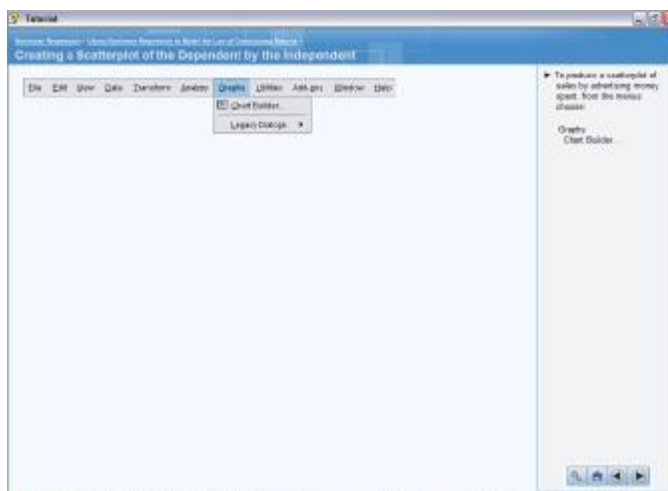 Tutorial
Creating a Scatterplot of the Dependent by the Independent
File Edit View Data Transform Analyze Graphs Utilities Add-ons Window Help
Chart Builder...
Legacy Dialogs
To produce a scatterplot of
sales by advertising money
spent, from the menus
choose:
Graphs
Chart Builder...